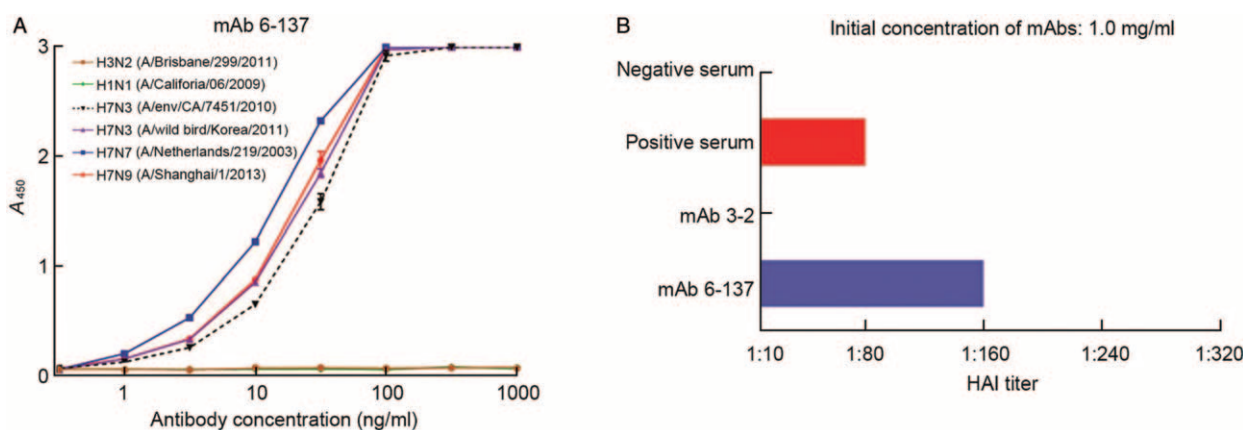 A
mAb 6-137
3
2
1
0
A450
H3N2 (A/Brisbane/299/2011)
H1N1 (A/Califoria/06/2009)
H7N3 (A/env/CA/7451/2010)
H7N3 (A/wild bird/Korea/2011)
H7N7 (A/Netherlands/219/2003)
H7N9 (A/Shanghai/1/2013)
1 10 100 1000
Antibody concentration (ng/ml)
B
Initial concentration of mAbs: 1.0 mg/ml
Negative serum
Positive serum
mAb 3-2
mAb 6-137
1:10 1:80 1:160 1:240 1:320
HAI titer